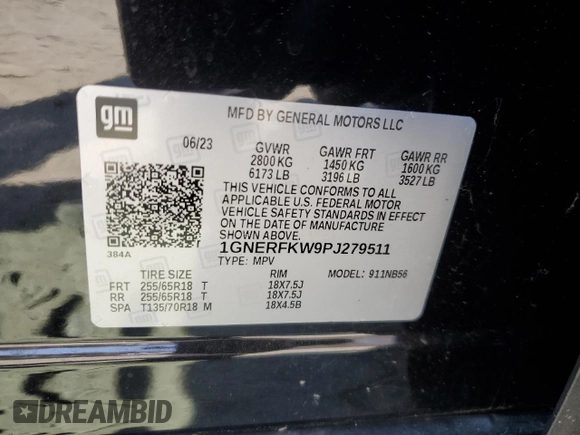 gm
MFD BY GENERAL MOTORS LLC
06/23 GVWR GAWR FRT GAWR RR
2800 KG 1450 KG 1600 KG
6173 LB 3196 LB 3527 LB
THIS VEHICLE CONFORMS TO ALL
APPLICABLE U.S. FEDERAL MOTOR
VEHICLE SAFETY STANDARDS IN EFFECT
ON THE DATE OF MANUFACTURE
SHOWN ABOVE.
384A
1GNERFKW9PJ279511
TYPE: MPV MODEL: 911NB56
TIRE SIZE RIM
FRT 255/65R18 T 18X7.5J
RR 255/65R18 T 18X7.5J
SPA T135/70R18 M 18X4.5B
DREAMBID